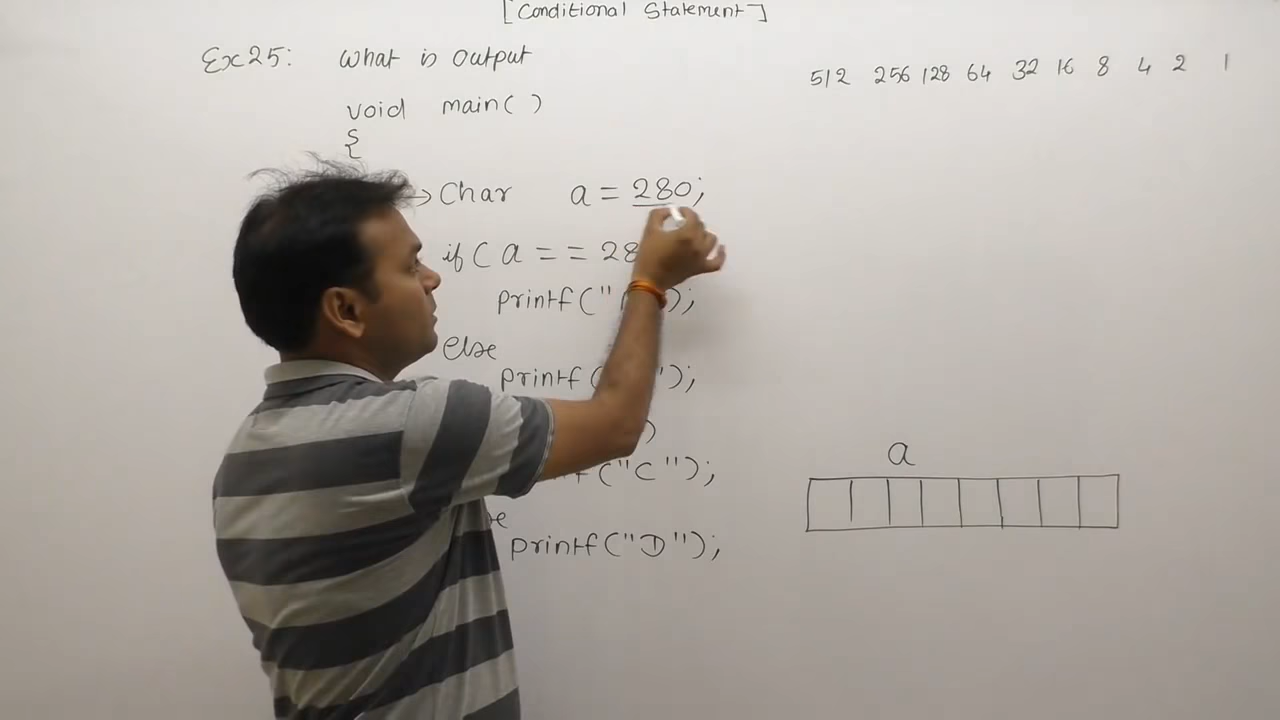 [Conditional Statement]
Ex25: What is output
512 256 128 64 32 16 8 4 2 1
void main( )
{
→ Char a = 280;
if ( a = = 28
printf ("
);
Else
printf (
");
)
("C");
printf ("D");
a